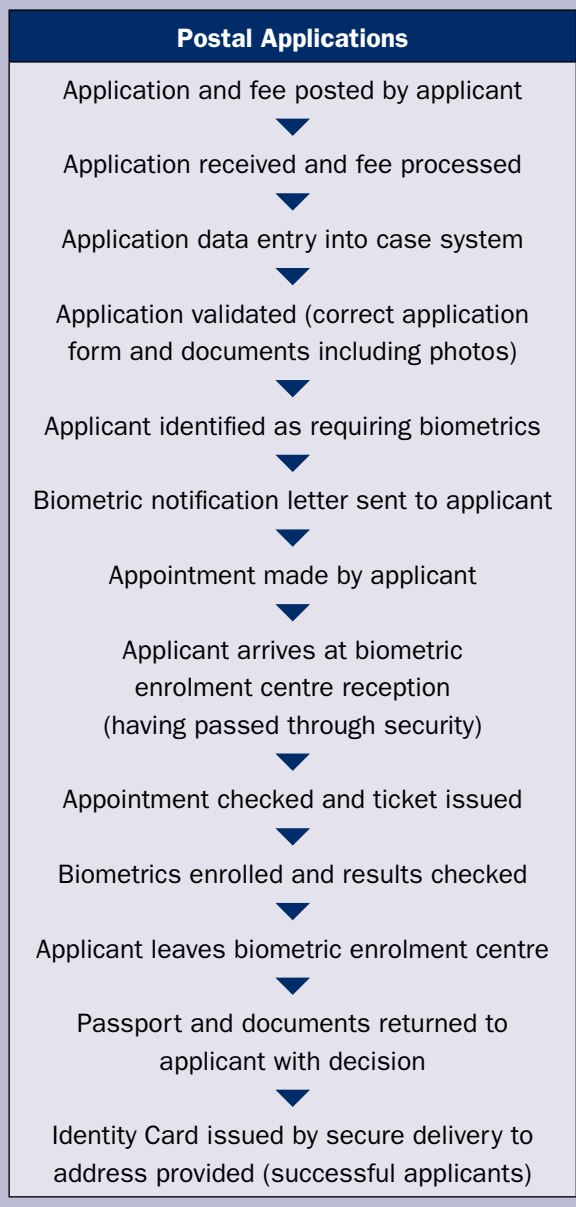 Postal Applications
Application and fee posted by applicant
Application received and fee processed
Application data entry into case system
Application validated (correct application
form and documents including photos)
Applicant identified as requiring biometrics
Biometric notification letter sent to applicant
Appointment made by applicant
Applicant arrives at biometric
enrolment centre reception
(having passed through security)
Appointment checked and ticket issued
Biometrics enrolled and results checked
Applicant leaves biometric enrolment centre
Passport and documents returned to
applicant with decision
Identity Card issued by secure delivery to
address provided (successful applicants)